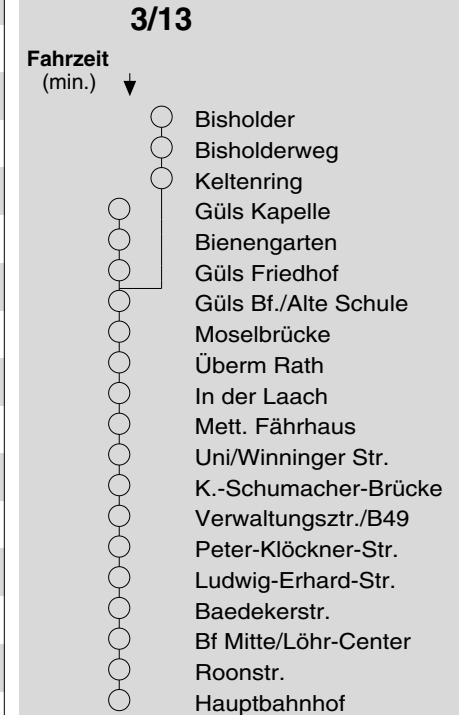 3/13
Fahrzeit
(min.)
Bisholder
Bisholderweg
Keltenring
Güls Kapelle
Bienengarten
Güls Friedhof
Güls Bf./Alte Schule
Moselbrücke
Überm Rath
In der Laach
Mett. Fährhaus
Uni/Winninger Str.
K.-Schumacher-Brücke
Verwaltungsztr./B49
Peter-Klöckner-Str.
Ludwig-Erhard-Str.
Baedekerstr.
Bf Mitte/Löhr-Center
Roonstr.
Hauptbahnhof